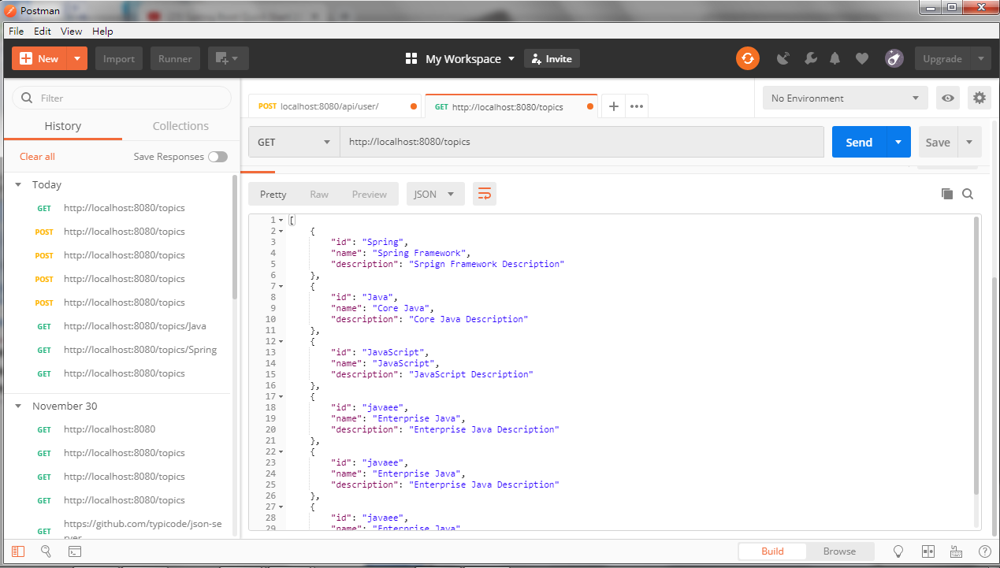 Postman
File Edit View Help
New Import Runner My Workspace Invite Upgrade
Filter
History Collections
Clear all Save Responses
Today
GET http://localhost:8080/topics
POST http://localhost:8080/topics
POST http://localhost:8080/topics
POST http://localhost:8080/topics
POST http://localhost:8080/topics
GET http://localhost:8080/topics/Java
GET http://localhost:8080/topics/Spring
GET http://localhost:8080/topics
November 30
GET http://localhost:8080
GET http://localhost:8080/topics
GET http://localhost:8080/topics
GET http://localhost:8080/topics
GET https://github.com/typicode/json-se
rver
POST localhost:8080/api/user/ GET http://localhost:8080/topics + ••• No Environment
GET http://localhost:8080/topics Send Save
Pretty Raw Preview JSON
1 [
2 {
3 "id": "Spring",
4 "name": "Spring Framework",
5 "description": "Srpign Framework Description"
6 },
7 {
8 "id": "Java",
9 "name": "Core Java",
10 "description": "Core Java Description"
11 },
12 {
13 "id": "JavaScript",
14 "name": "JavaScript",
15 "description": "JavaScript Description"
16 },
17 {
18 "id": "javaee",
19 "name": "Enterprise Java",
20 "description": "Enterprise Java Description"
21 },
22 {
23 "id": "javaee",
24 "name": "Enterprise Java",
25 "description": "Enterprise Java Description"
26 },
27 {
28 "id": "javaee",
29 "name": "Enterprise Java"
Build Browse